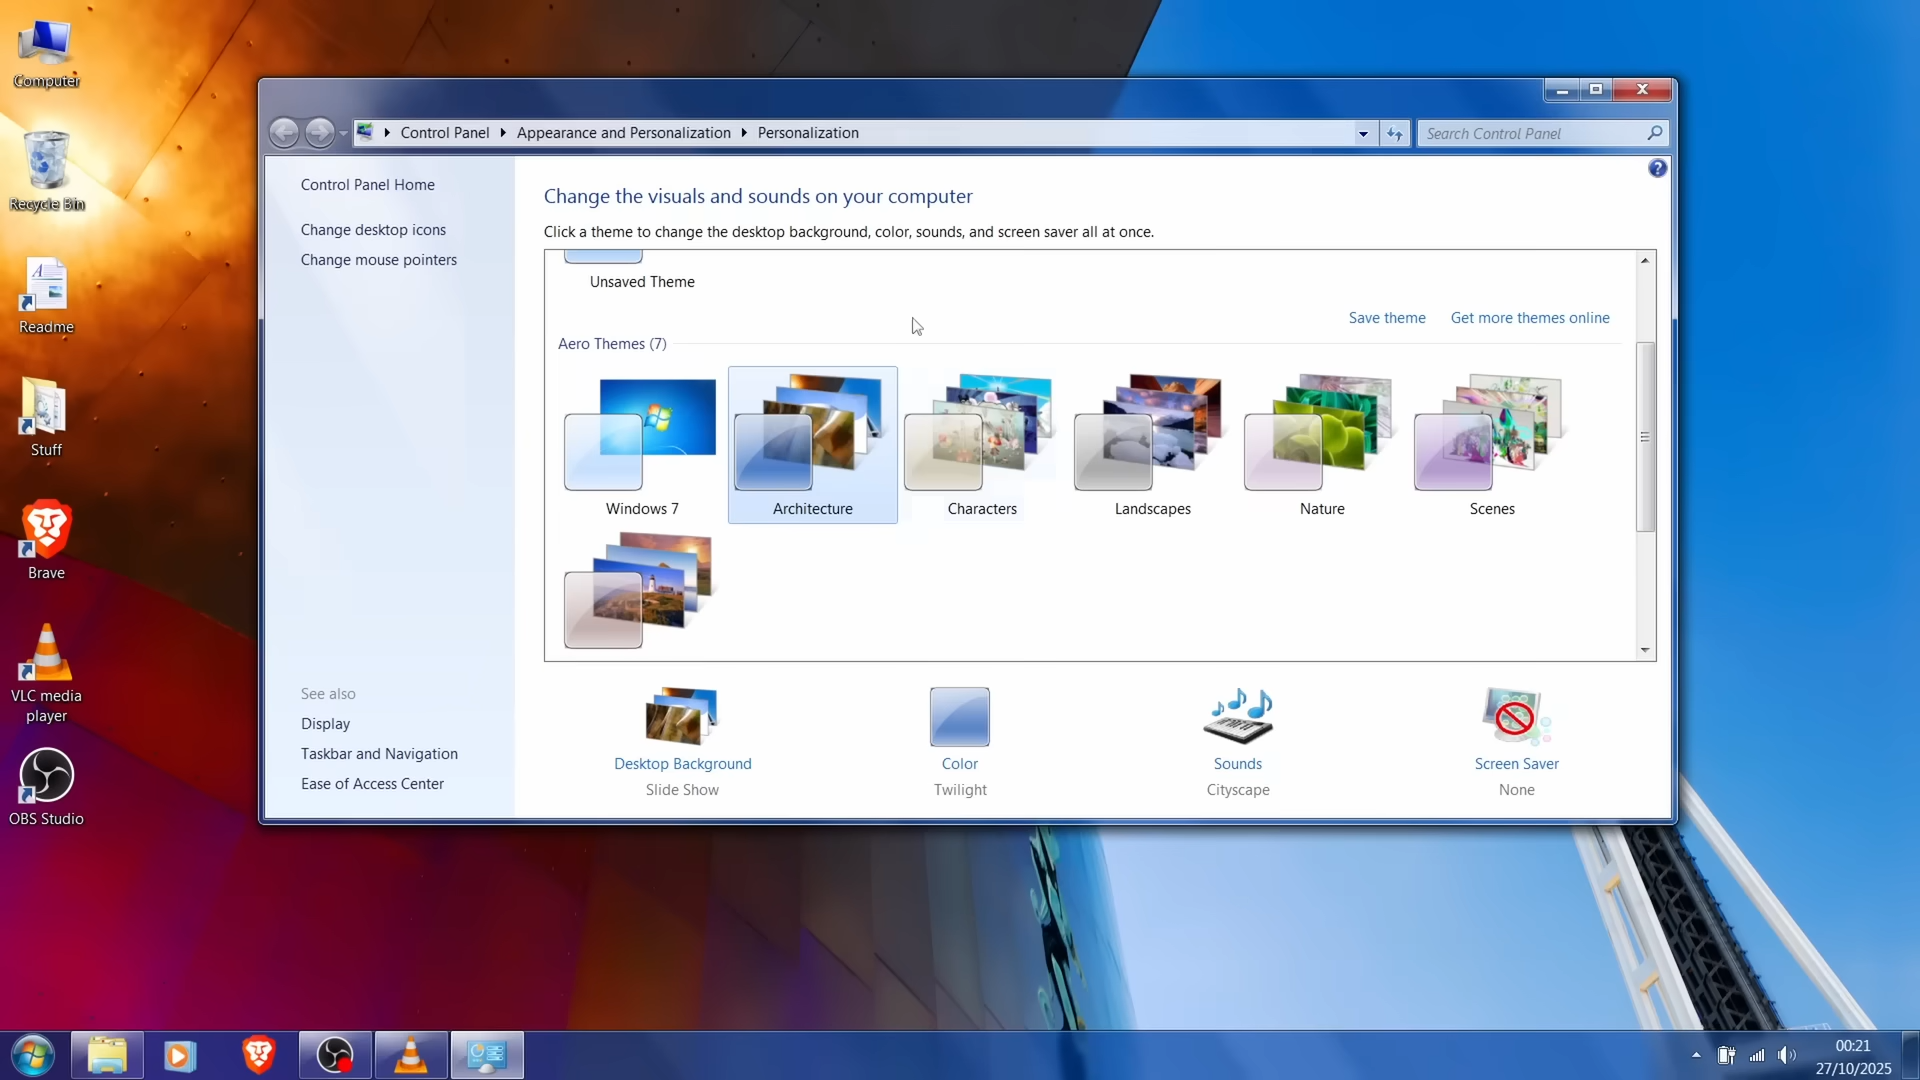 Computer
Recycle Bin
Readme
Stuff
Brave
VLC media
player
OBS Studio
Control Panel
Appearance and Personalization
Personalization
Search Control Panel
Control Panel Home
Change desktop icons
Change mouse pointers
See also
Display
Taskbar and Navigation
Ease of Access Center
Change the visuals and sounds on your computer
Click a theme to change the desktop background, color, sounds, and screen saver all at once.
Unsaved Theme
Save theme
Get more themes online
Aero Themes (7)
Windows 7
Architecture
Characters
Landscapes
Nature
Scenes
Desktop Background
Slide Show
Color
Twilight
Sounds
Cityscape
Screen Saver
None
00:21
27/10/2025